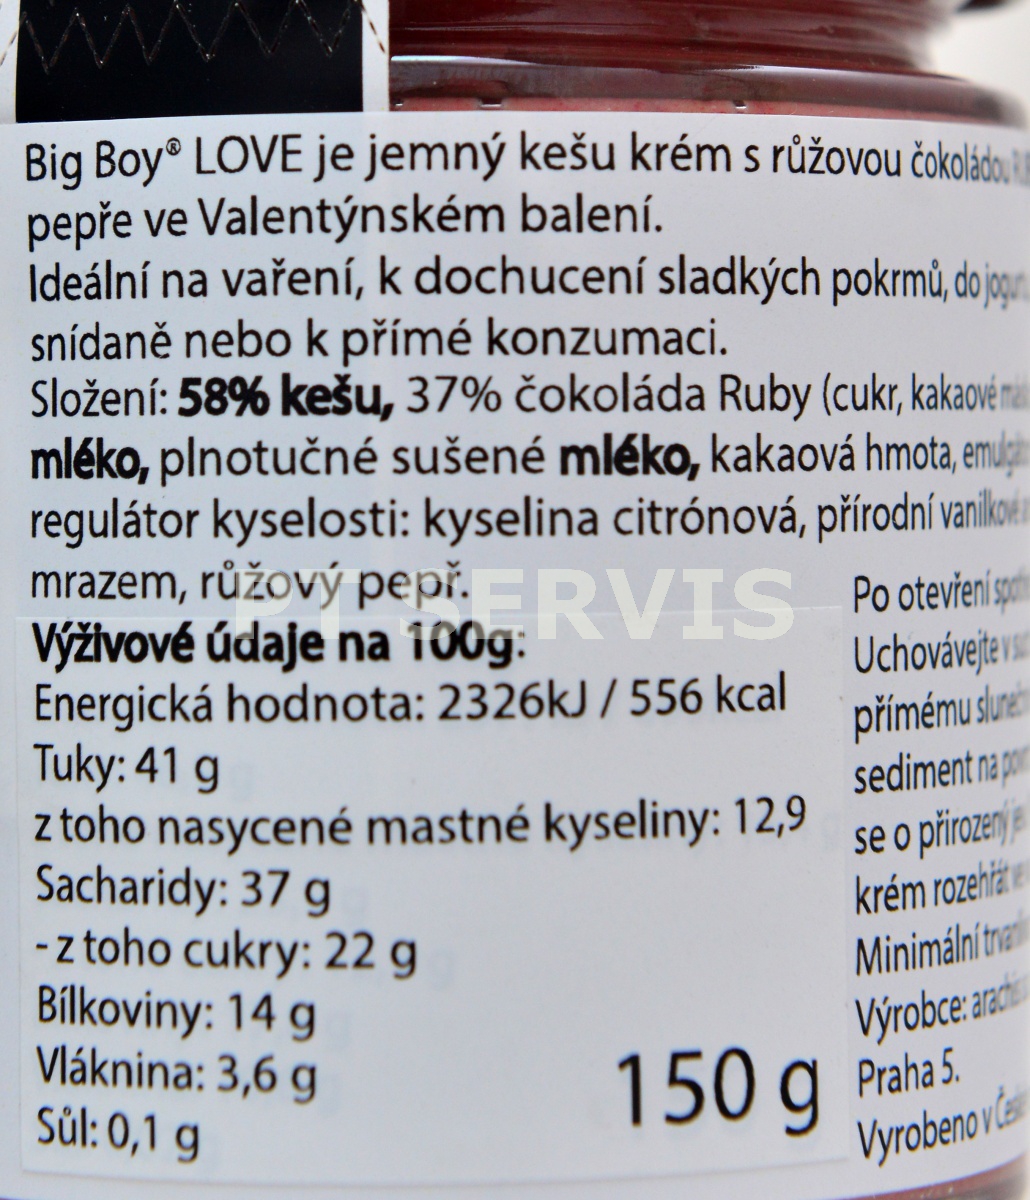 Big Boy® LOVE je jemný kešu krém s růžovou čokoládou
pepře ve Valentýnském balení.
Ideální na vaření, k dochucení sladkých pokrmů, do
snídaně nebo k přímé konzumaci.
Složení: 58% kešu, 37% čokoláda Ruby (cukr, kakaové
mléko, plnotučné sušené mléko, kakaová hmota,
regulátor kyselosti: kyselina citrónová, přírodní
mrazem, růžový pepř.
PT SERVIS
Výživové údaje na 100g:
Energická hodnota: 2326kJ / 556 kcal
Tuky: 41 g
z toho nasycené mastné kyseliny: 12,9
Sacharidy: 37 g
- z toho cukry: 22 g
Bílkoviny: 14 g
Vláknina: 3,6 g
Sůl: 0,1 g
150 g
Po otevření
Uchovávejte v
přímému
sediment na
se o přirozený
krém rozehřát
Minimální
Výrobce:
Praha 5.
Vyrobeno v